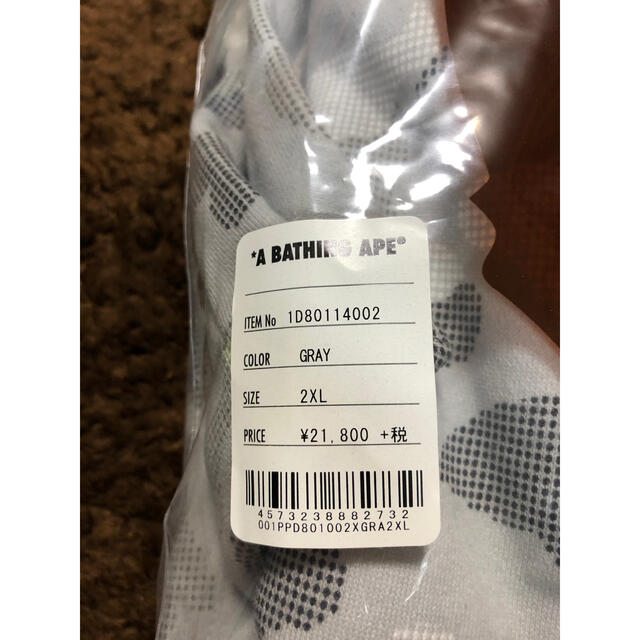 *A BATHING APE®
ITEM No 1D80114002
COLOR GRAY
SIZE 2XL
PRICE ¥21,800 +税
4573238882732
001PPD801002XGRA2XL